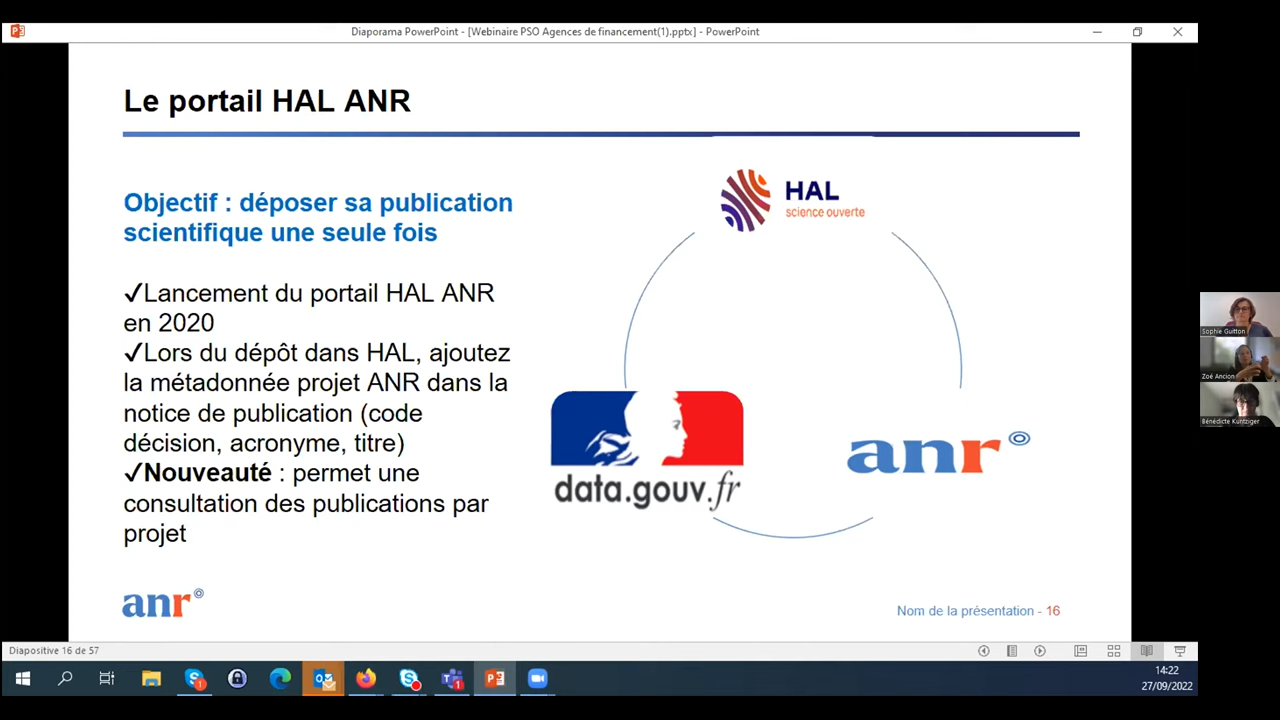 Diaporama PowerPoint - [Webinaire PSO Agences de financement(1).pptx] - PowerPoint
Le portail HAL ANR
Objectif : déposer sa publication
scientifique une seule fois
✓Lancement du portail HAL ANR
en 2020
✓Lors du dépôt dans HAL, ajoutez
la métadonnée projet ANR dans la
notice de publication (code
décision, acronyme, titre)
✓Nouveauté : permet une
consultation des publications par
projet
HAL
science ouverte
data.gouv.fr
anr
anr
Nom de la présentation - 16
Sophie Guitton
Zoé Ancion
Bénédicte Kuntziger
Diapositive 16 de 57
14:22
27/09/2022